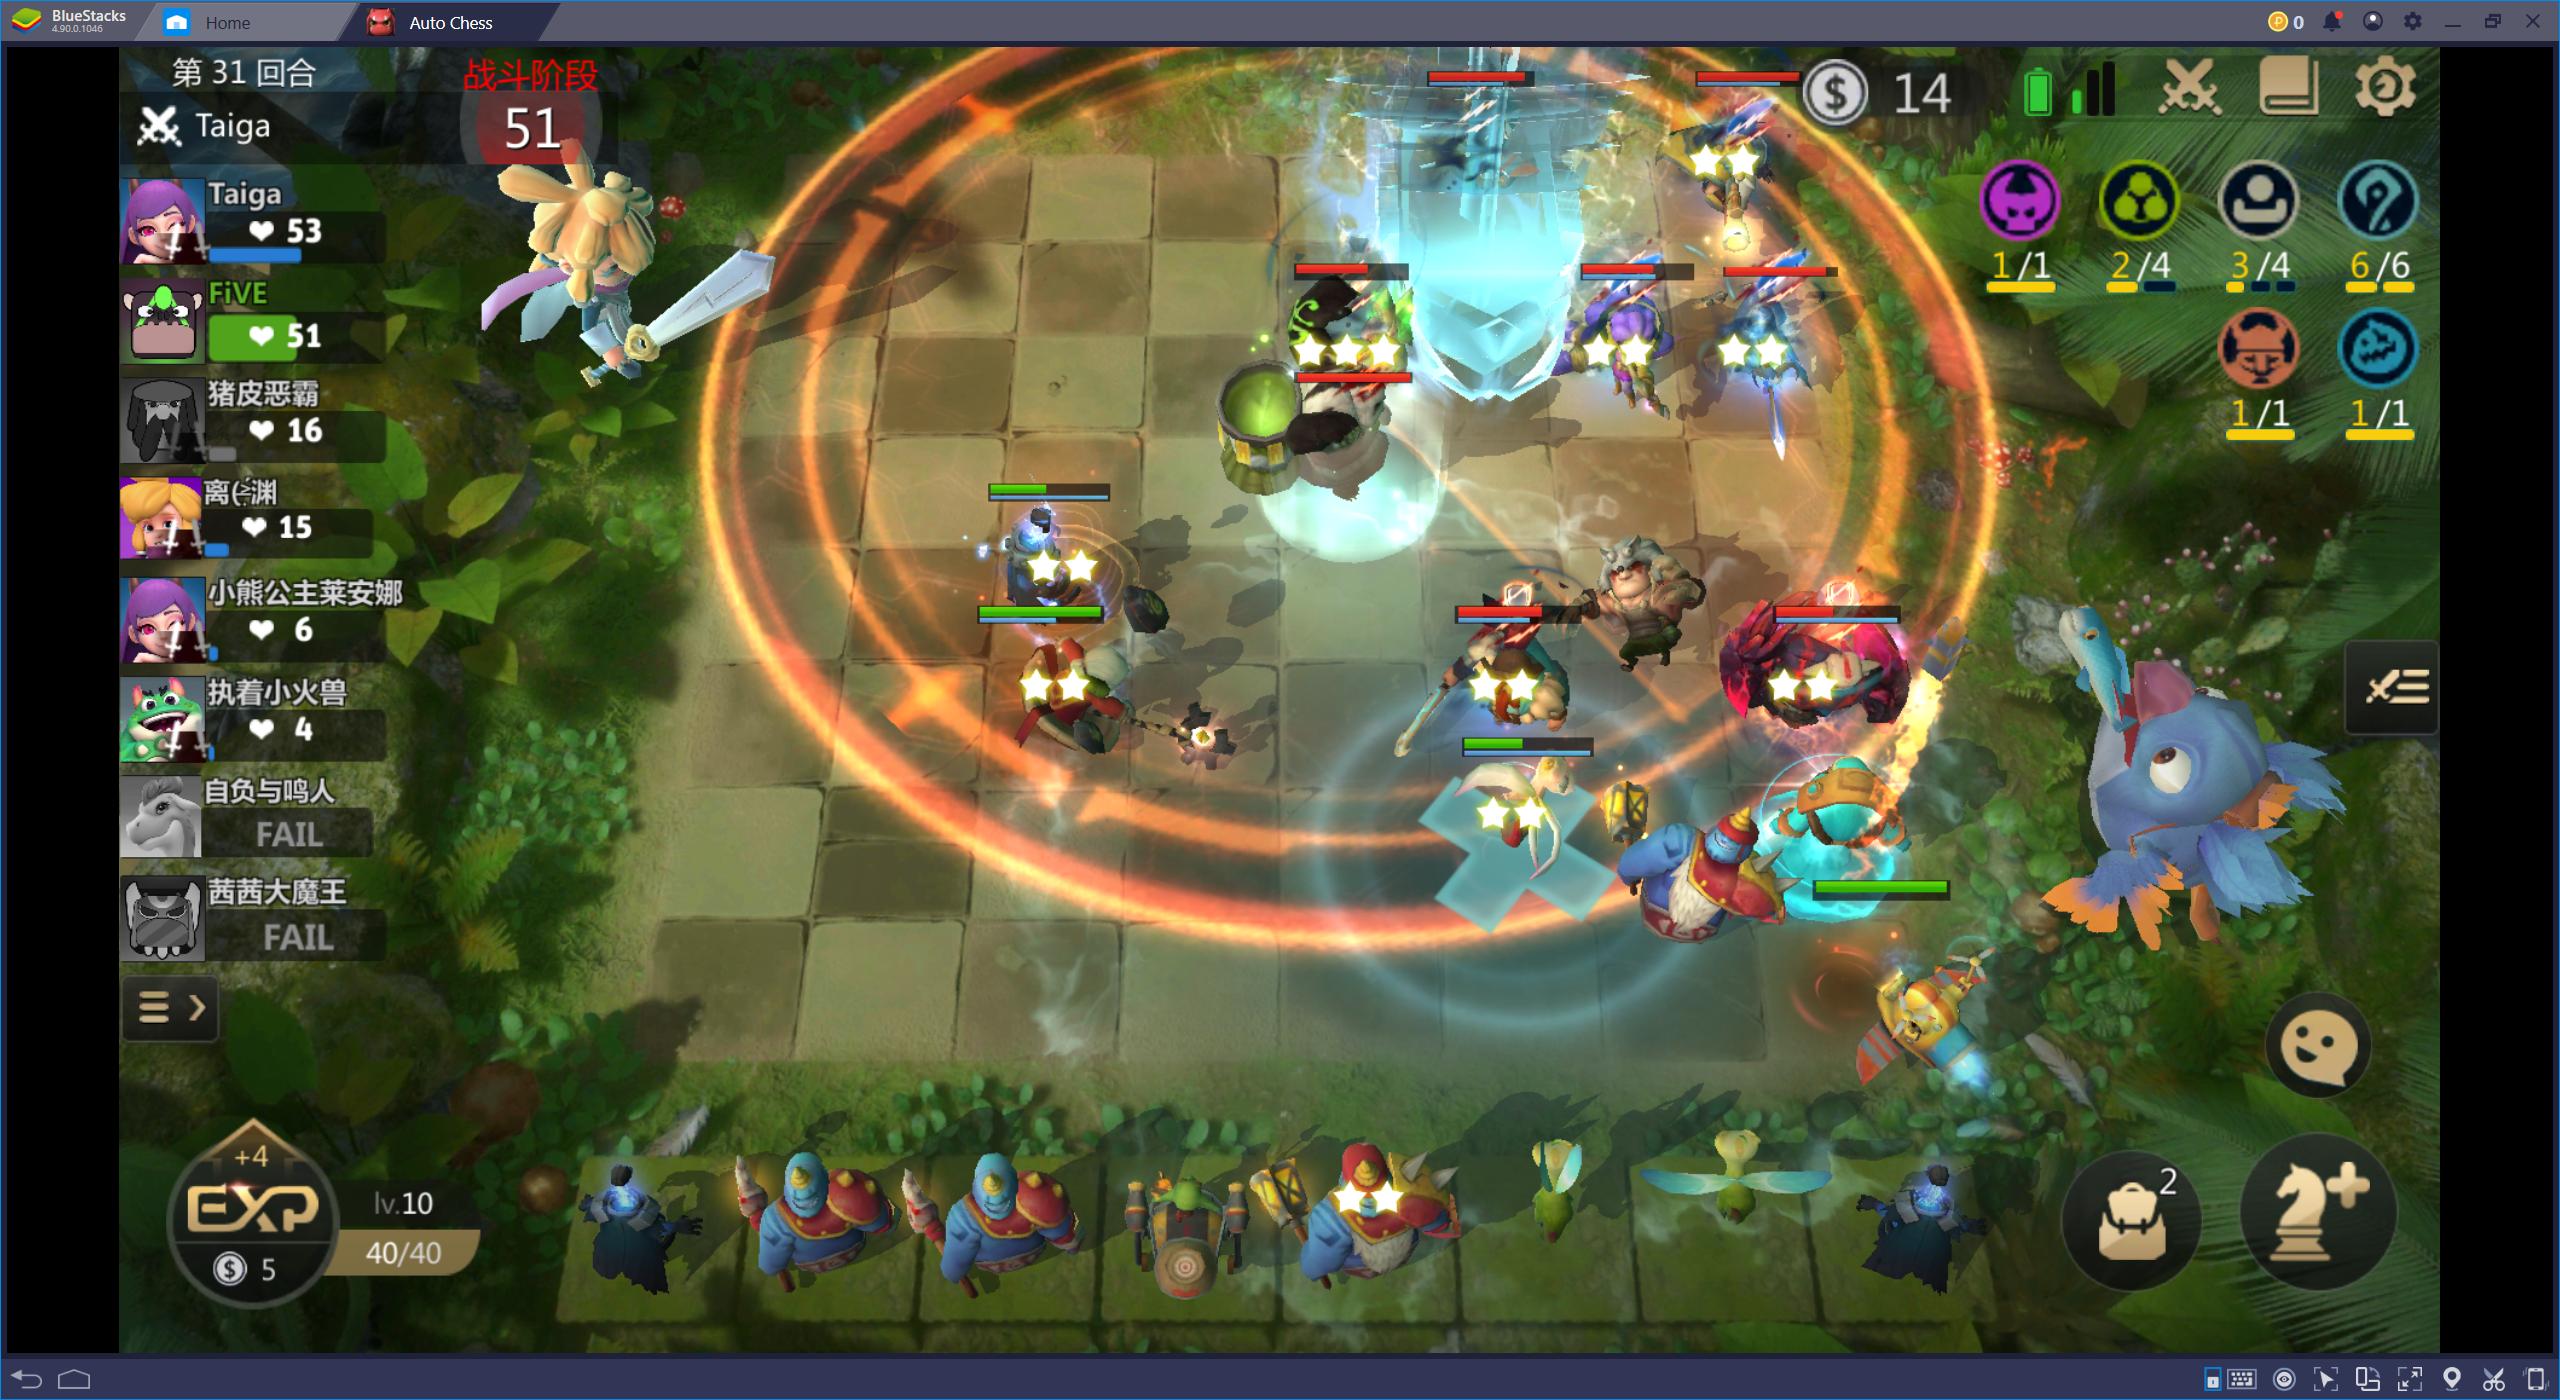 BlueStacks
4.90.0.1046
Home
Auto Chess
0
第 31 回合
战斗阶段
Taiga
51
14
Taiga
53
FiVE
51
猪皮恶霸
16
15
小熊公主莱安娜
6
执着小火兽
4
自负与鸣人
FAIL
茜茜大魔王
FAIL
1/1
2/4
3/4
6/6
1/1
1/1
+4
EXP
5
lv.10
40/40
2